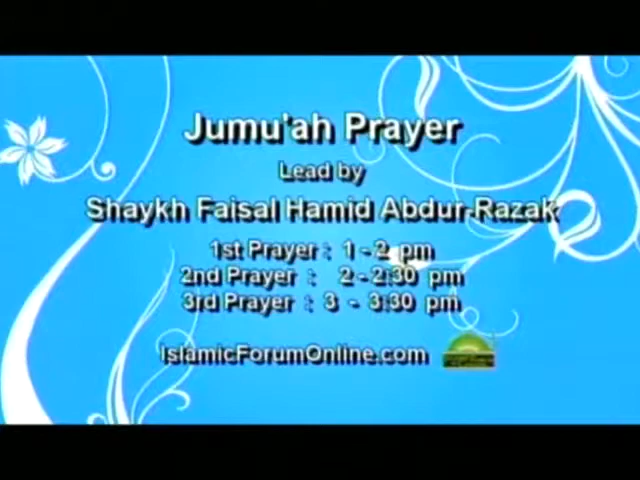 Jumu'ah Prayer
Lead by
Shaykh Faisal Hamid Abdur-Razak
1st Prayer : 1 - 2 pm
2nd Prayer : 2 - 2:30 pm
3rd Prayer : 3 - 3:30 pm
IslamicForumOnline.com